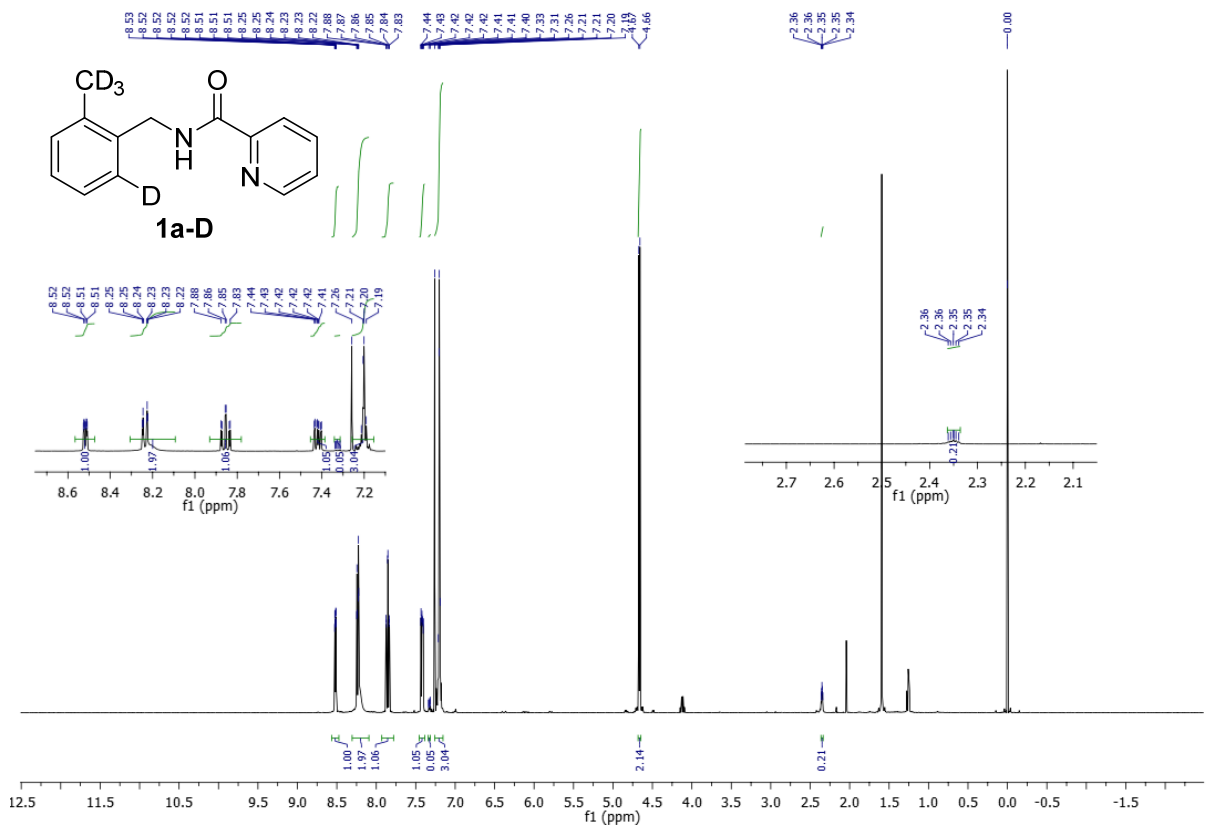 8.53 8.52 8.52 8.52 8.52 8.51 8.51 8.51 8.51 8.25 8.25 8.24 8.23 8.23 8.22 7.88 7.87 7.86 7.85 7.84 7.83 7.44 7.43 7.42 7.42 7.42 7.41 7.41 7.40 7.33 7.31 7.26 7.21 7.21 7.20 7.19 4.67 4.66 2.36 2.36 2.35 2.35 2.34 0.00
CD3
O
N
H
N
D
1a-D
8.52 8.52 8.51 8.51 8.25 8.25 8.24 8.23 8.23 8.22 7.88 7.86 7.85 7.83 7.44 7.43 7.42 7.42 7.42 7.41 7.26 7.21 7.20 7.19
2.36 2.36 2.35 2.35 2.34
1.00 1.97 1.06 1.05 0.05 3.04
0.21
8.6 8.4 8.2 8.0 7.8 7.6 7.4 7.2
f1 (ppm)
2.7 2.6 2.5 2.4 2.3 2.2 2.1
f1 (ppm)
1.00 1.97 1.06 1.05 0.05 3.04 2.14 0.21
12.5 11.5 10.5 9.5 9.0 8.5 8.0 7.5 7.0 6.5 6.0 5.5 5.0 4.5 4.0 3.5 3.0 2.5 2.0 1.5 1.0 0.5 0.0 -0.5 -1.5
f1 (ppm)